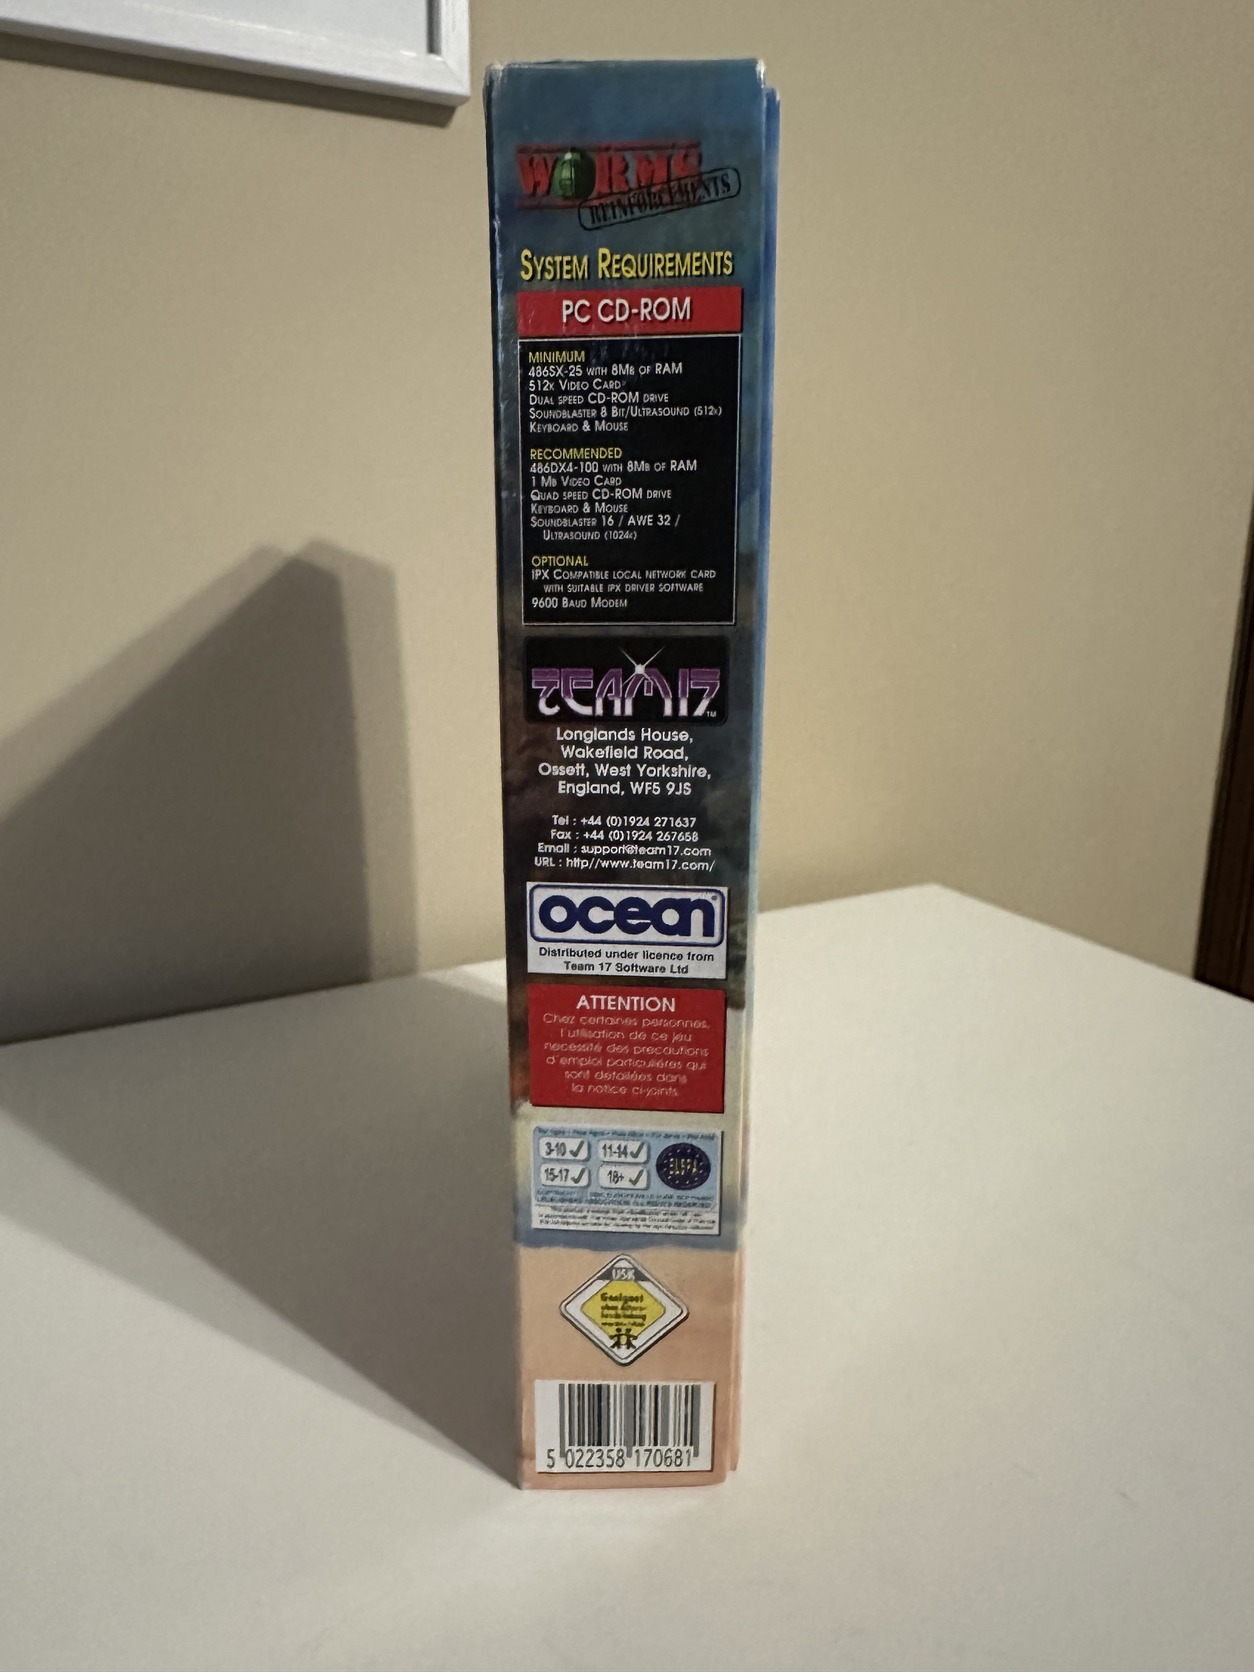 WORMS
REINFORCEMENTS
SYSTEM REQUIREMENTS
PC CD-ROM
MINIMUM
486SX-25 WITH 8MB OF RAM
512K VIDEO CARD
DUAL SPEED CD-ROM DRIVE
SOUNDBLASTER 8 BIT/ULTRASOUND (512K)
KEYBOARD & MOUSE
RECOMMENDED
486DX4-100 WITH 8MB OF RAM
1 MB VIDEO CARD
QUAD SPEED CD-ROM DRIVE
KEYBOARD & MOUSE
SOUNDBLASTER 16 / AWE 32 /
ULTRASOUND (1024K)
OPTIONAL
IPX COMPATIBLE LOCAL NETWORK CARD
WITH SUITABLE IPX DRIVER SOFTWARE
9600 BAUD MODEM
TEAM17™
Longlands House,
Wakefield Road,
Ossett, West Yorkshire,
England, WF5 9JS
Tel : +44 (0)1924 271637
Fax : +44 (0)1924 267658
Email : support@team17.com
URL : http//www.team17.com/
ocean®
Distributed under licence from
Team 17 Software Ltd
ATTENTION
Chez certaines personnes,
l'utilisation de ce jeu
necessité des precautions
d'emploi particulières qui
sont detaillées dans
la notice ci-joints.
3-10 ✓ 11-14 ✓
15-17 ✓ 18+ ✓
ELSPA
USK
Geeignet
5 022358 170681